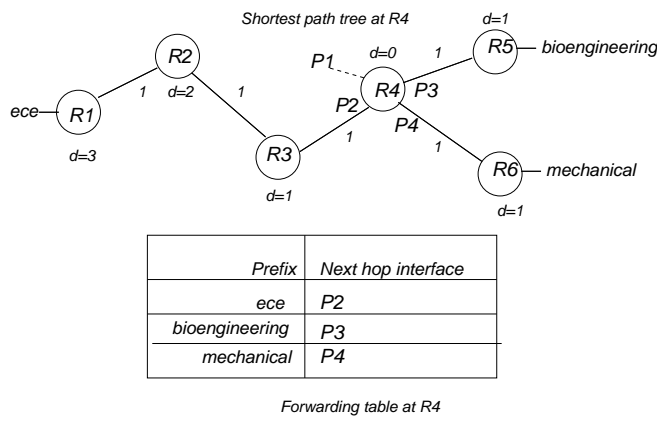 Shortest path tree at R4
d=1
R2
P1
d=0
1
R5
bioengineering
ece
R1
1
d=2
1
P2
R4
P3
P4
d=3
R3
1
1
R6
mechanical
d=1
d=1
Prefix Next hop interface
ece P2
bioengineering P3
mechanical P4
Forwarding table at R4